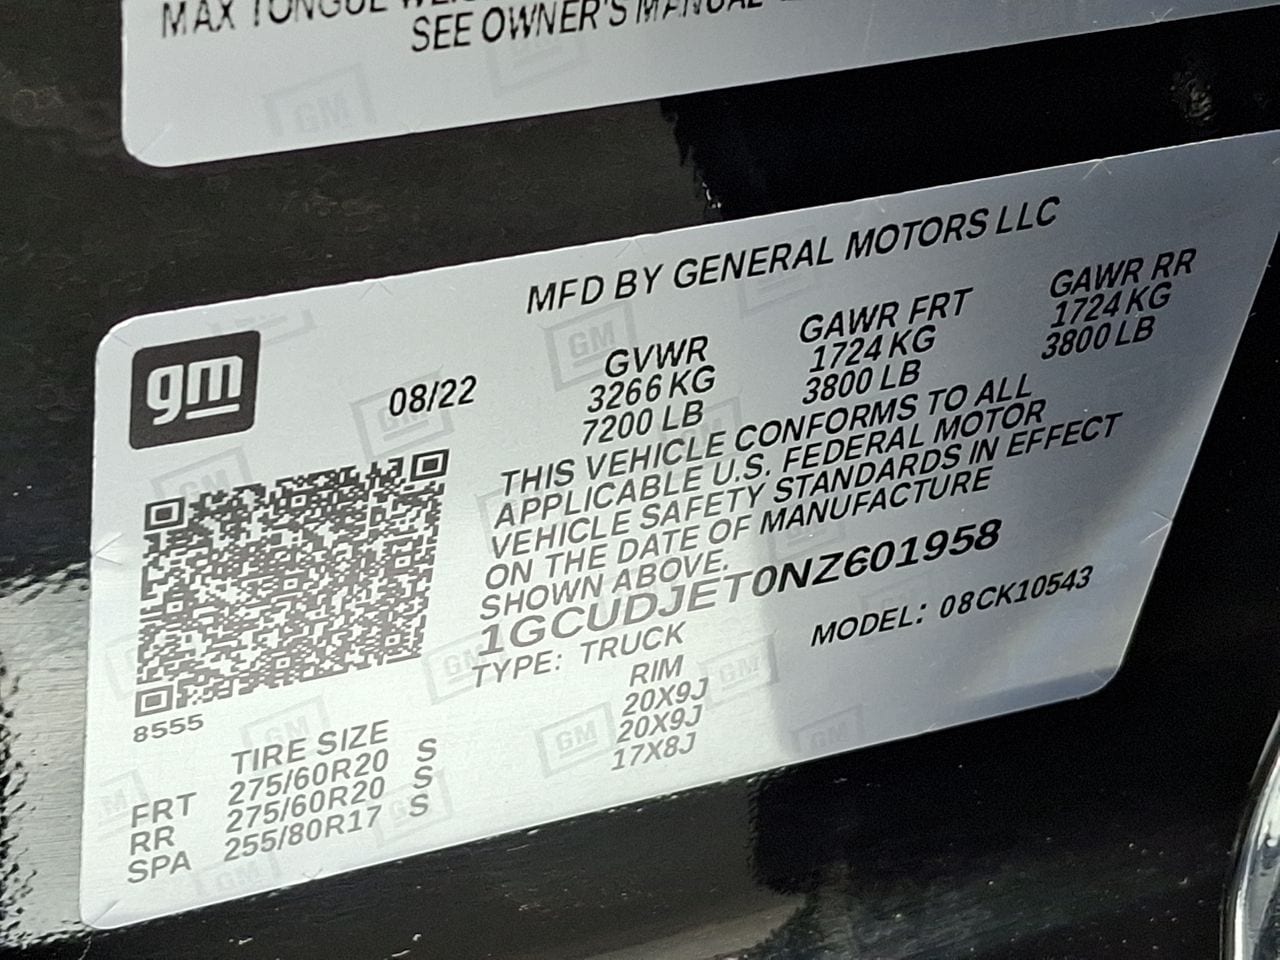 MAX TONGUE
SEE OWNER'S MANUAL
MFD BY GENERAL MOTORS LLC
gm
08/22
GVWR GAWR FRT GAWR RR
3266 KG 1724 KG 1724 KG
7200 LB 3800 LB 3800 LB
THIS VEHICLE CONFORMS TO ALL
APPLICABLE U.S. FEDERAL MOTOR
VEHICLE SAFETY STANDARDS IN EFFECT
ON THE DATE OF MANUFACTURE
SHOWN ABOVE.
1GCUDJET0NZ601958
TYPE: TRUCK MODEL: 08CK10543
8555
TIRE SIZE RIM
FRT 275/60R20 S 20X9J
RR 275/60R20 S 20X9J
SPA 255/80R17 S 17X8J